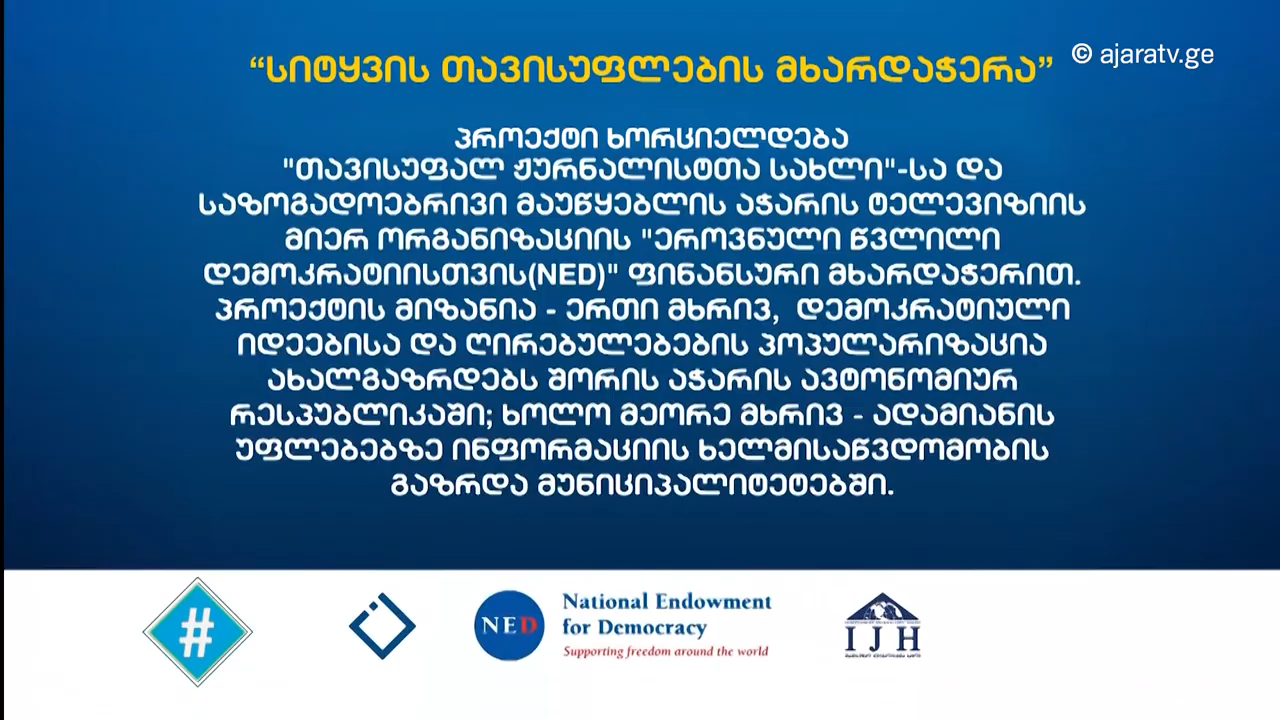 © ajaratv.ge
“სიტყვის თავისუფლების მხარდაჭერა”
პროექტი ხორციელდება
"თავისუფალ ჟურნალისტთა სახლი"-სა და
საზოგადოებრივი მაუწყებლის აჭარის ტელევიზიის
მიერ ორგანიზაციის "ეროვნული წვლილი
დემოკრატიისთვის(NED)" ფინანსური მხარდაჭერით.
პროექტის მიზანია - ერთი მხრივ, დემოკრატიული
იდეებისა და ღირებულებების პოპულარიზაცია
ახალგაზრდებს შორის აჭარის ავტონომიურ
რესპუბლიკაში; ხოლო მეორე მხრივ - ადამიანის
უფლებებზე ინფორმაციის ხელმისაწვდომობის
გაზრდა მუნიციპალიტეტებში.
#
NED
National Endowment
for Democracy
Supporting freedom around the world
IJH